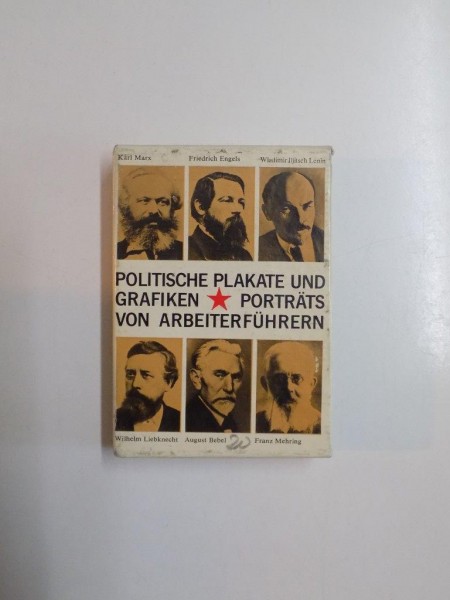 Karl Marx Friedrich Engels Wladimir Iljitsch Lenin
POLITISCHE PLAKATE UND
GRAFIKEN ★ PORTRÄTS
VON ARBEITERFÜHRERN
Wilhelm Liebknecht August Bebel Franz Mehring
20